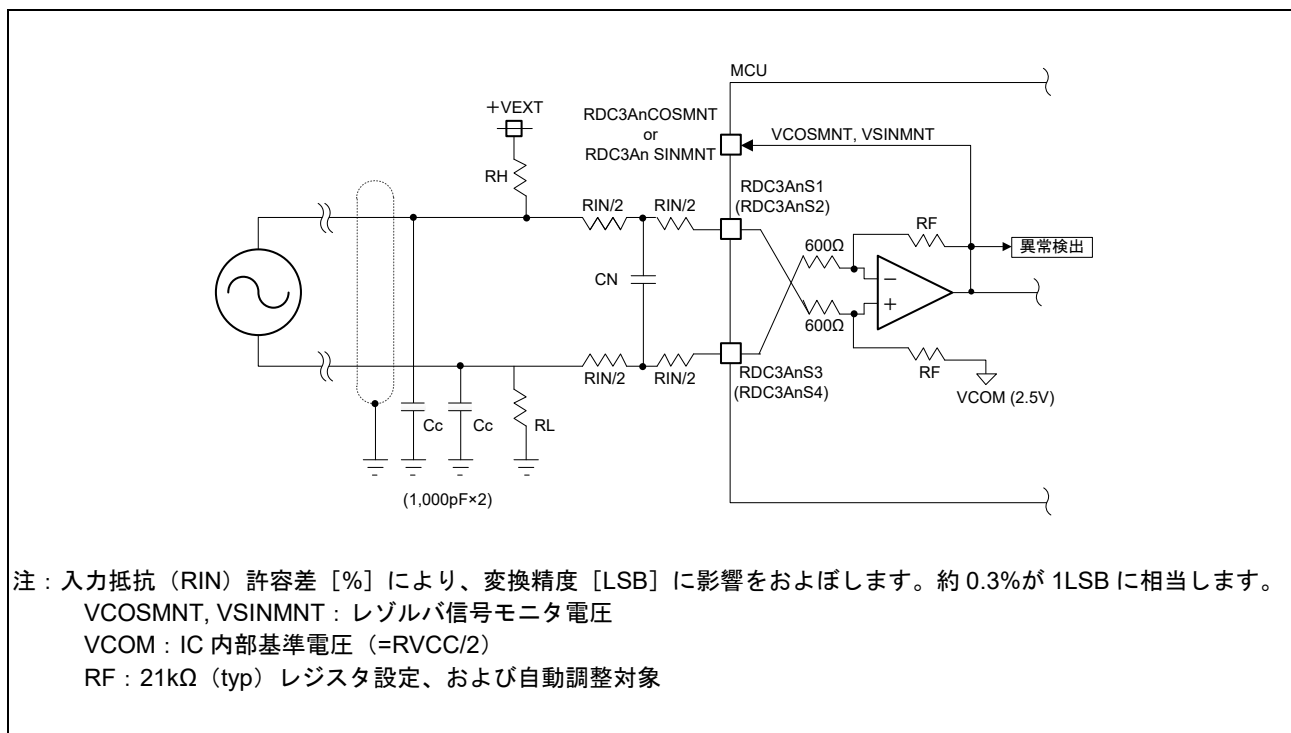 MCU
+VEXT
RDC3AnCOSMNT
or
RDC3An SINMNT
VCOSMNT, VSINMNT
RH
RDC3AnS1
(RDC3AnS2)
RIN/2
RIN/2
RF
600Ω
異常検出
CN
−
+
600Ω
RIN/2
RIN/2
RDC3AnS3
(RDC3AnS4)
RF
VCOM (2.5V)
Cc
Cc
RL
(1,000pF×2)
注：入力抵抗（RIN）許容差［%］により、変換精度［LSB］に影響をおよぼします。約 0.3%が 1LSB に相当します。
VCOSMNT, VSINMNT：レゾルバ信号モニタ電圧
VCOM：IC 内部基準電圧（=RVCC/2）
RF：21kΩ（typ）レジスタ設定、および自動調整対象